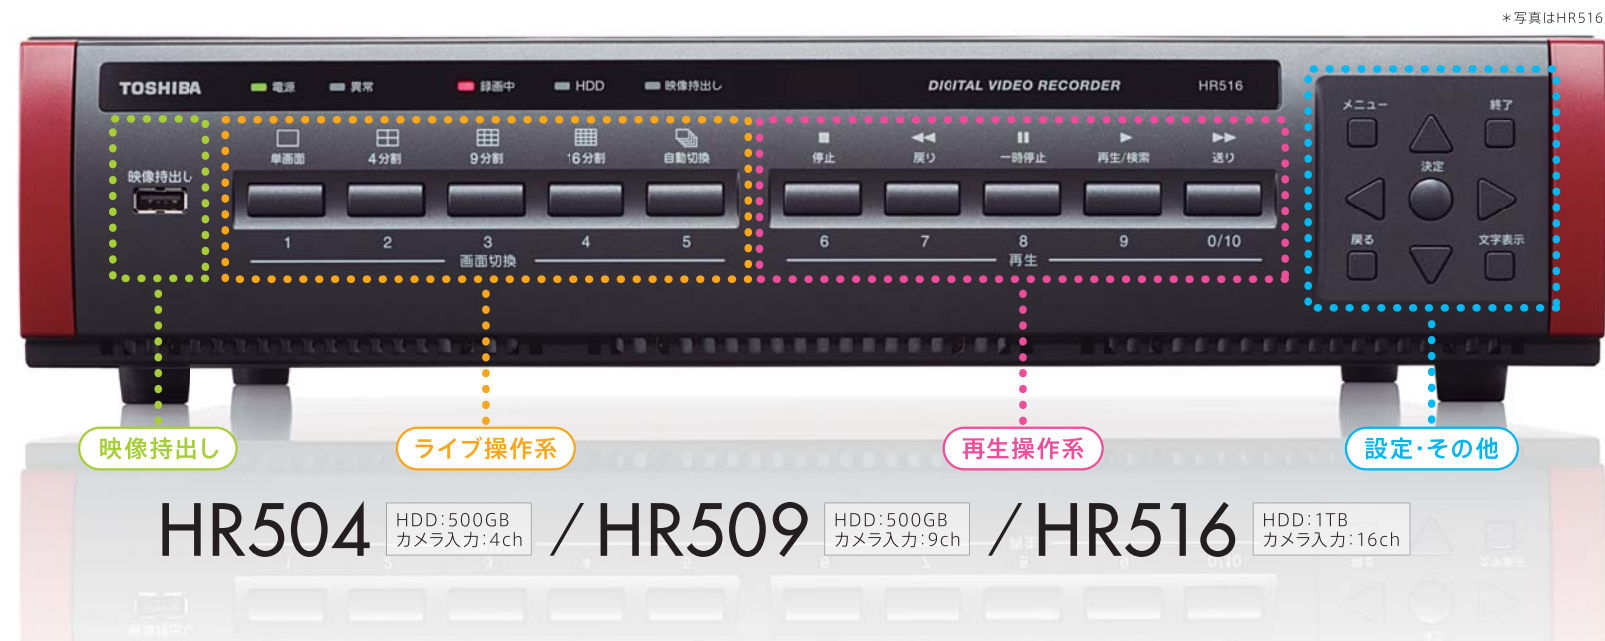 ＊写真はHR516
TOSHIBA 電源 異常 録画中 HDD 映像持出し DIGITAL VIDEO RECORDER HR516
メニュー 終了
単画面 4分割 9分割 16分割 自動切換 停止 戻り 一時停止 再生/検索 送り
決定
映像持出し
1 2 3 4 5 6 7 8 9 0/10
戻る 文字表示
画面切換 再生
映像持出し ライブ操作系 再生操作系 設定・その他
HR504 HDD：500GB カメラ入力：4ch / HR509 HDD：500GB カメラ入力：9ch / HR516 HDD：1TB カメラ入力：16ch